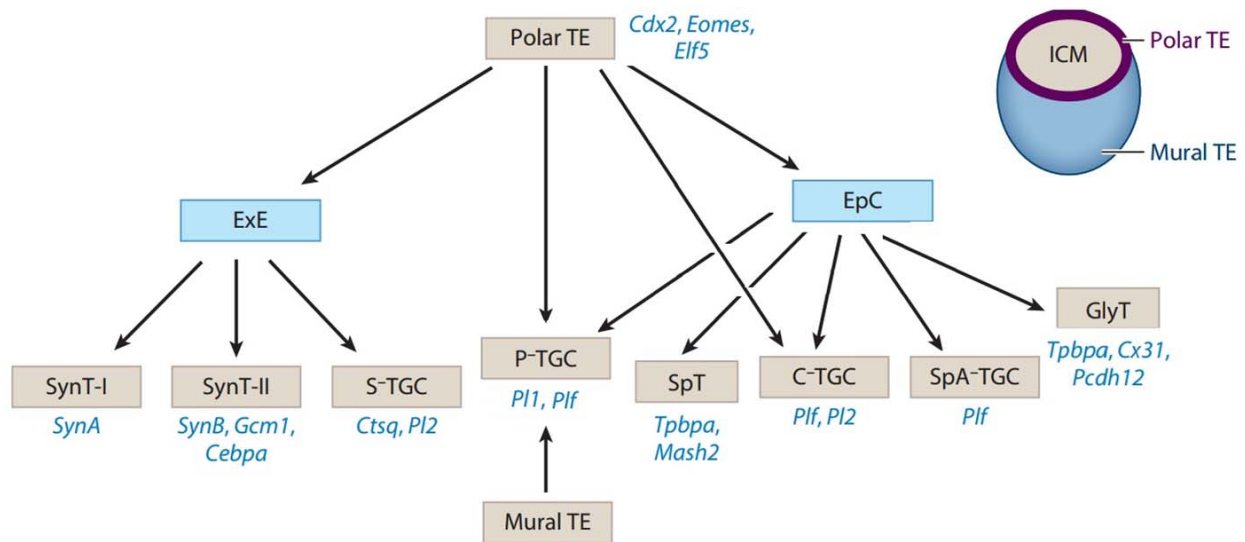 Polar TE
Cdx2, Eomes,
Elf5
ICM
Polar TE
Mural TE
ExE
EpC
SynT-I
SynA
SynT-II
SynB, Gcm1,
Cebpa
S-TGC
Ctsq, Pl2
P-TGC
Pl1, Plf
SpT
Tpbpa,
Mash2
C-TGC
Plf, Pl2
SpA-TGC
Plf
GlyT
Tpbpa, Cx31,
Pcdh12
Mural TE